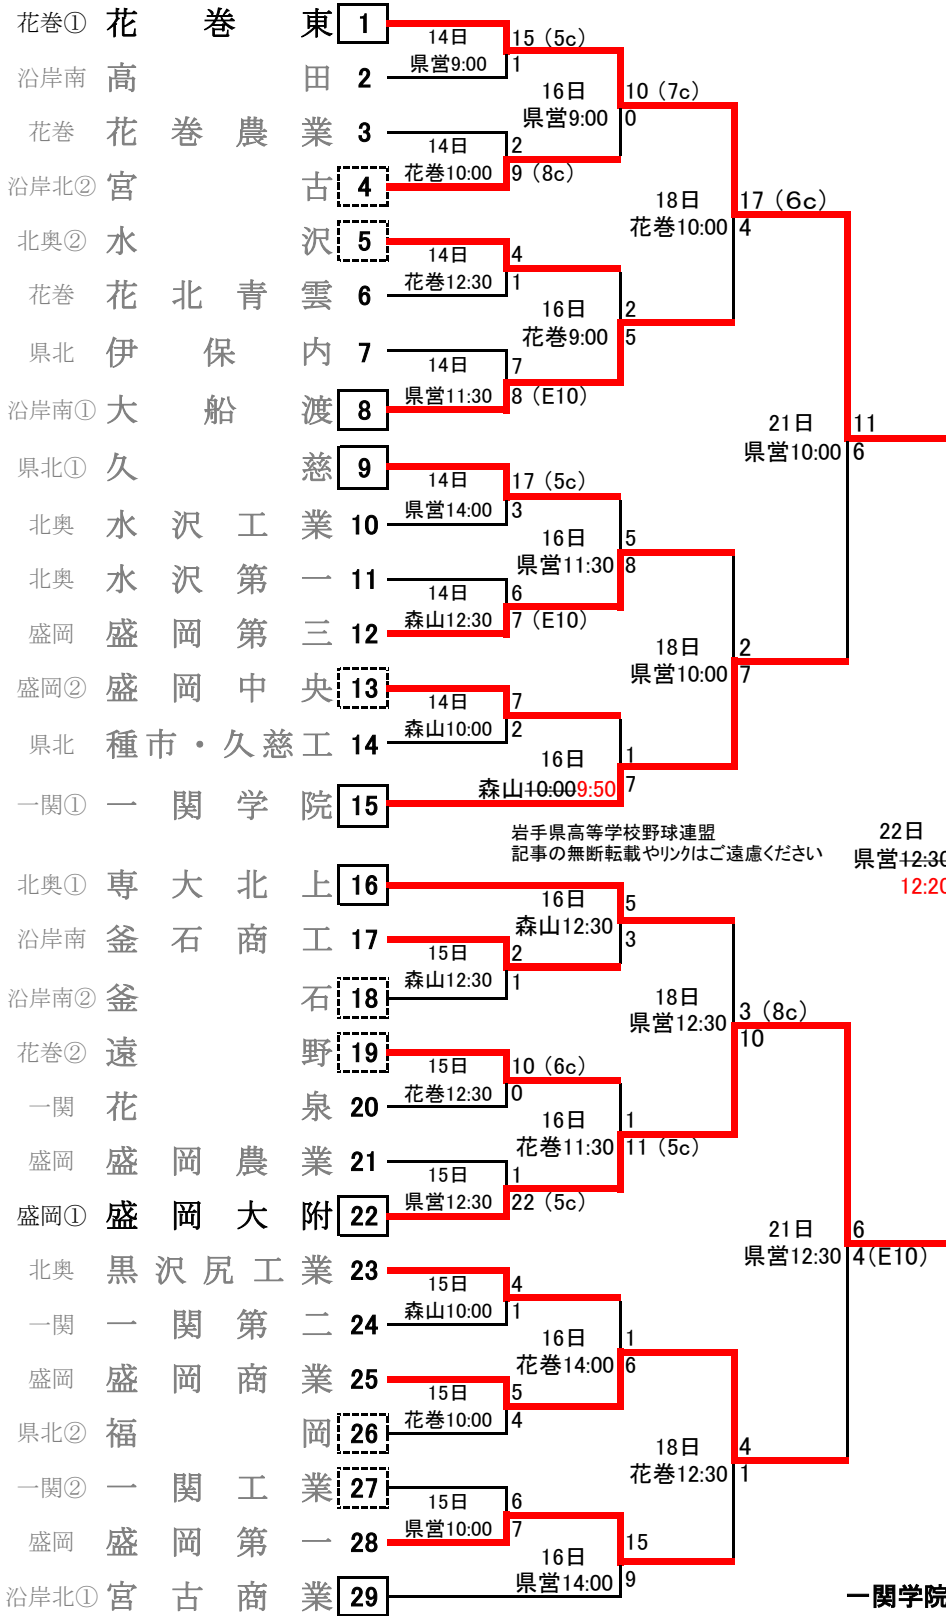 花巻① 花巻東 1
14日 15 (5c)
県営9:00 1
沿岸南 高田 2
16日 10 (7c)
県営9:00 0
花巻 花巻農業 3
14日 2
花巻10:00 9 (8c)
沿岸北② 宮古 4
18日 17 (6c)
花巻10:00 4
北奥② 水沢 5
14日 4
花巻12:30 1
花巻 花北青雲 6
16日 2
花巻9:00 5
県北 伊保内 7
14日 7
県営11:30 8 (E10)
沿岸南① 大船渡 8
21日 11
県営10:00 6
県北① 久慈 9
14日 17 (5c)
県営14:00 3
北奥 水沢工業 10
16日 5
県営11:30 8
北奥 水沢第一 11
14日 6
森山12:30 7 (E10)
盛岡 盛岡第三 12
18日 2
県営10:00 7
盛岡② 盛岡中央 13
14日 7
森山10:00 2
県北 種市・久慈工 14
16日 1
森山10:009:50 7
一関① 一関学院 15
岩手県高等学校野球連盟
記事の無断転載やリンクはご遠慮ください
22日
県営12:30
12:20
北奥① 専大北上 16
16日 5
森山12:30 3
沿岸南 釜石商工 17
15日 2
森山12:30 1
沿岸南② 釜石 18
18日 3 (8c)
県営12:30 10
花巻② 遠野 19
15日 10 (6c)
花巻12:30 0
一関 花泉 20
16日 1
花巻11:30 11 (5c)
盛岡 盛岡農業 21
15日 1
県営12:30 22 (5c)
盛岡① 盛岡大附 22
21日 6
県営12:30 4(E10)
北奥 黒沢尻工業 23
15日 4
森山10:00 1
一関 一関第二 24
16日 1
花巻14:00 6
盛岡 盛岡商業 25
15日 5
花巻10:00 4
県北② 福岡 26
18日 4
花巻12:30 1
一関② 一関工業 27
15日 6
県営10:00 7
盛岡 盛岡第一 28
16日 15
県営14:00 9
沿岸北① 宮古商業 29
一関学院